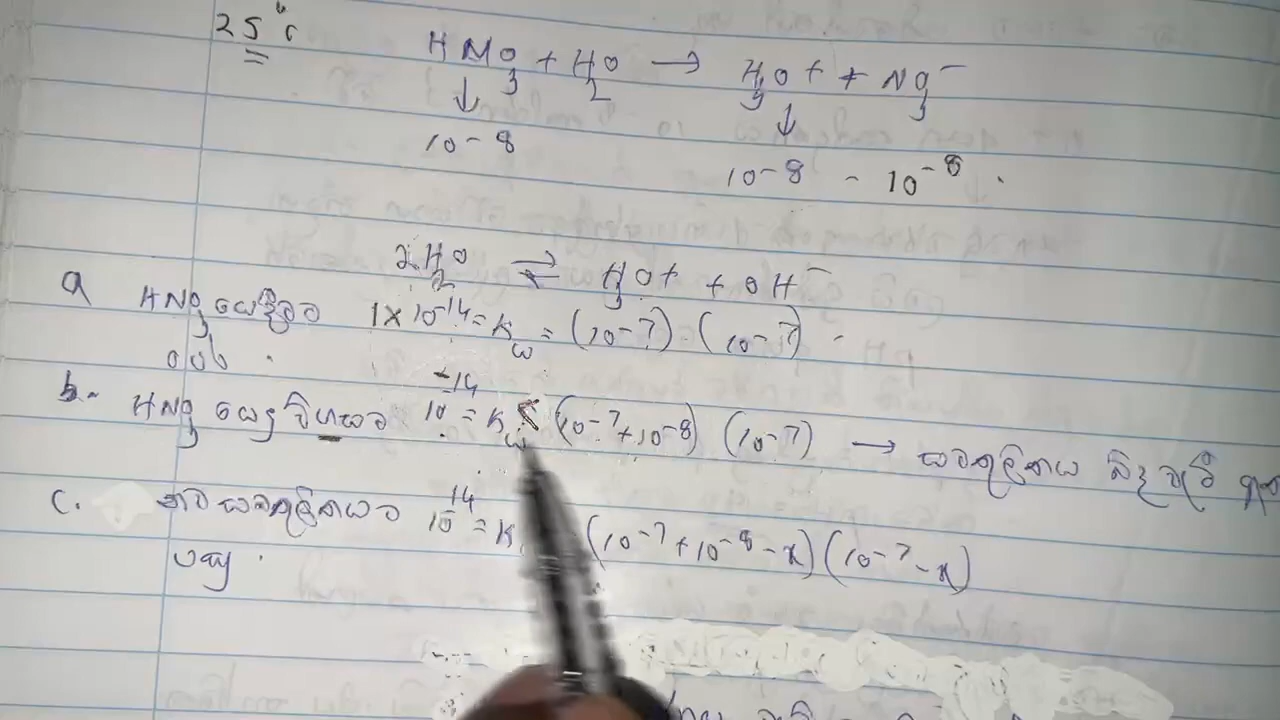 25°c
HNO3 + H2O → H3O+ + NO3⁻
↓ ↓
10-8 10-8 - 10⁻⁸ .
2H2O ⇌ H3O+ + OH⁻
a HNO3 යෙදීමට 1×10-14 = Kw = (10-7) (10-7)
පෙර .
b. HNO3 යෙදූ විගසට 10-14 = Kw < (10-7+10-8) (10-7) → සමතුලිතය බිඳ වැටී
c. නව සමතුලිතයට 10-14 = K (10-7+10-8-x)(10-7-x)
පසු .